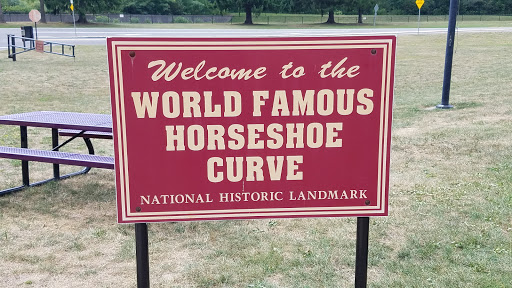 Welcome to the
WORLD FAMOUS
HORSESHOE
CURVE
NATIONAL HISTORIC LANDMARK